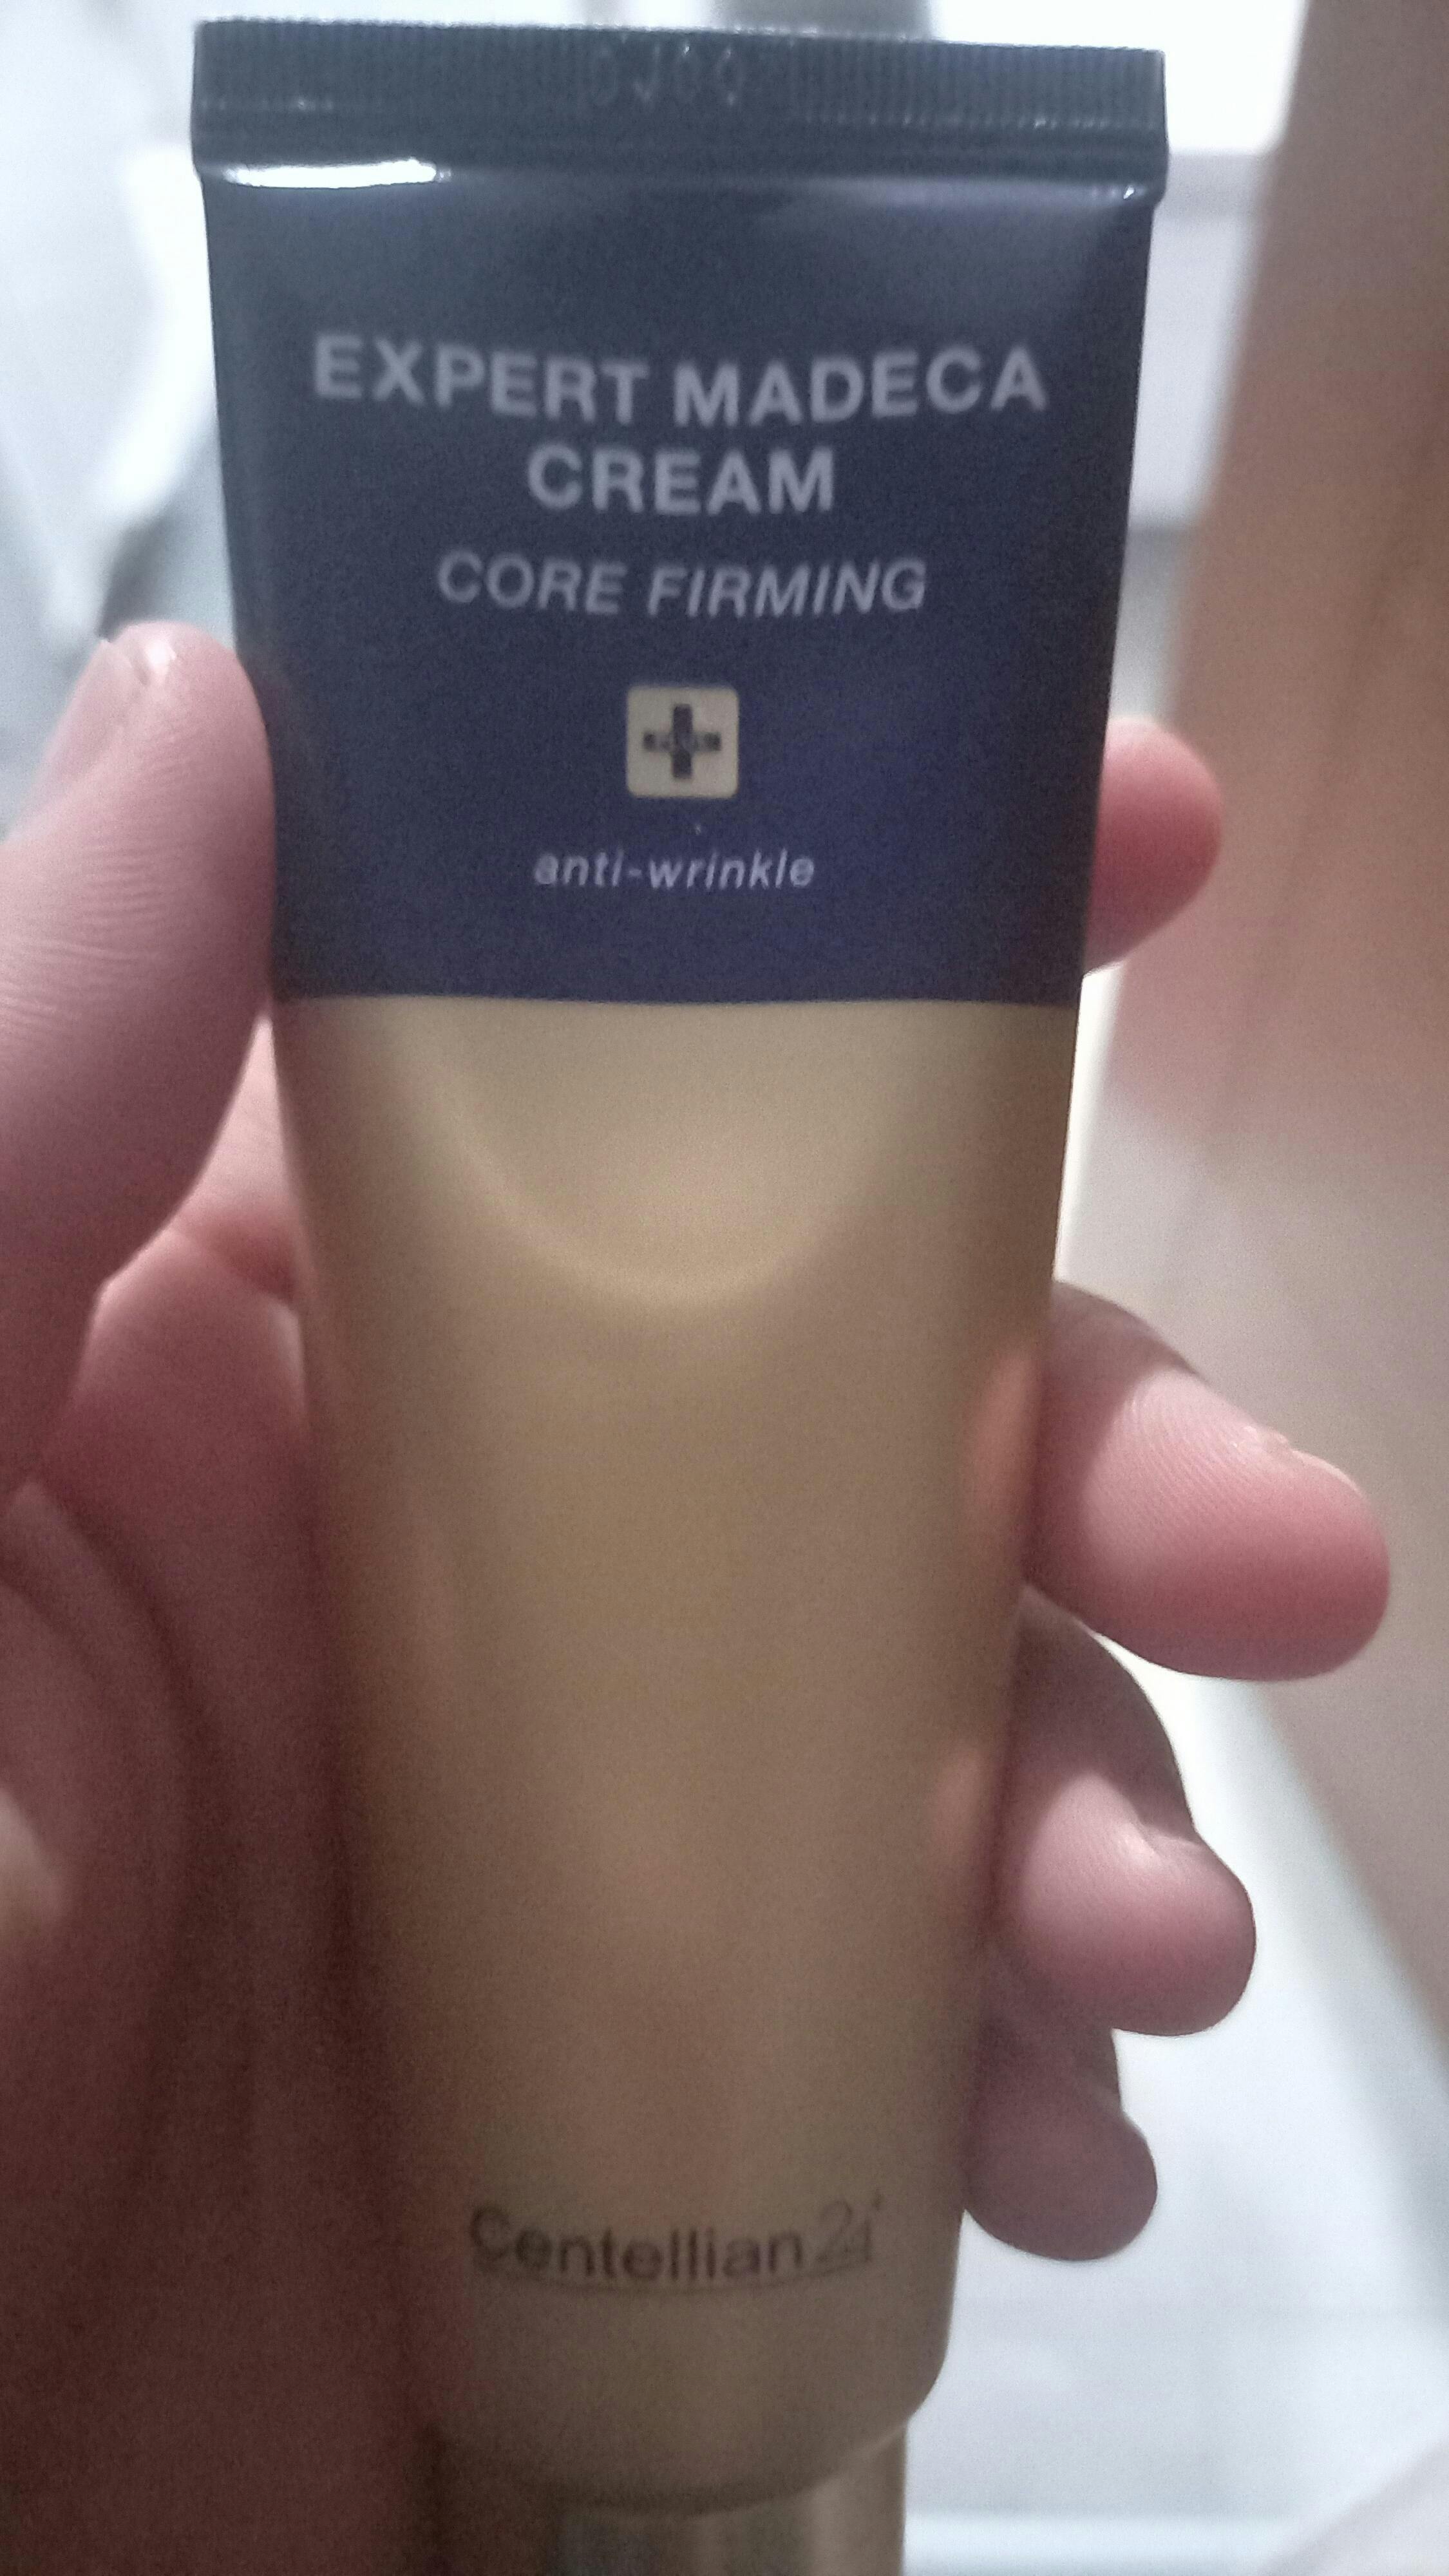 EXPERT MADECA
CREAM
CORE FIRMING
anti-wrinkle
Centellian24